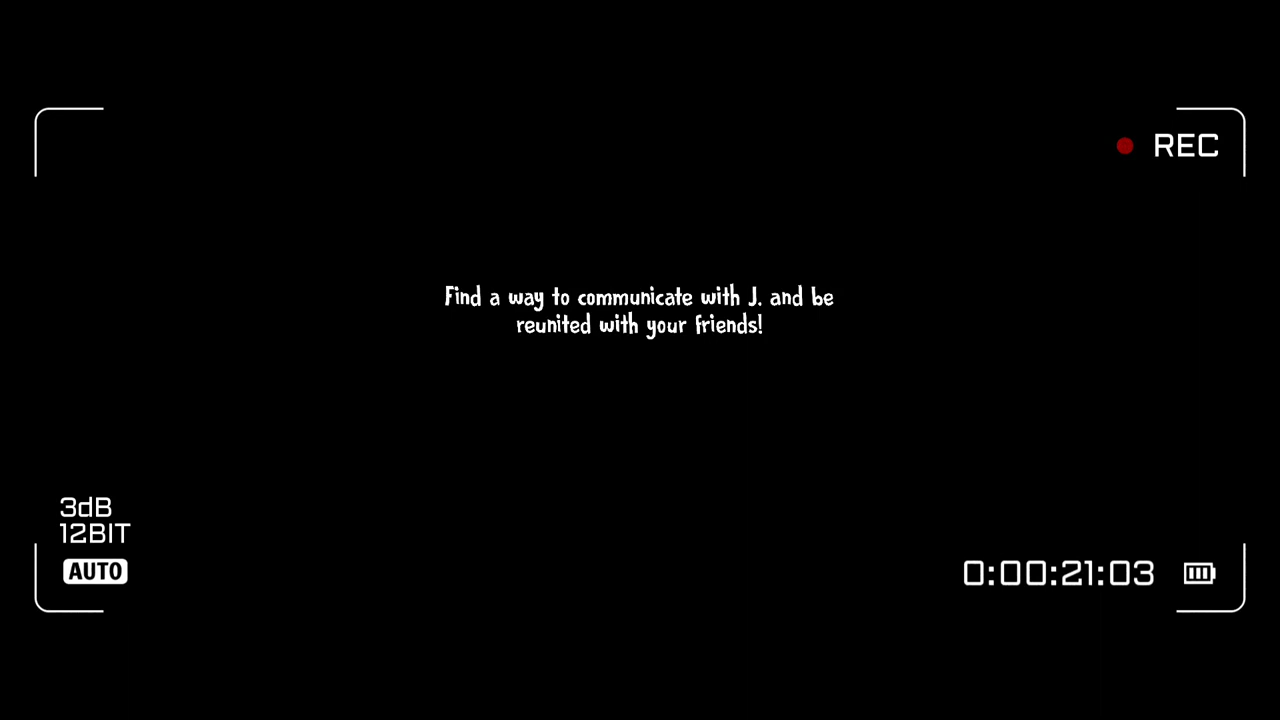 REC
Find a way to communicate with J. and be
reunited with your friends!
3dB
12BIT
AUTO
0:00:21:03